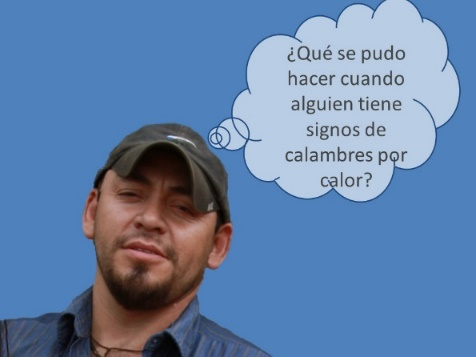 ¿Qué se pudo
hacer cuando
alguien tiene
signos de
calambres por
calor?